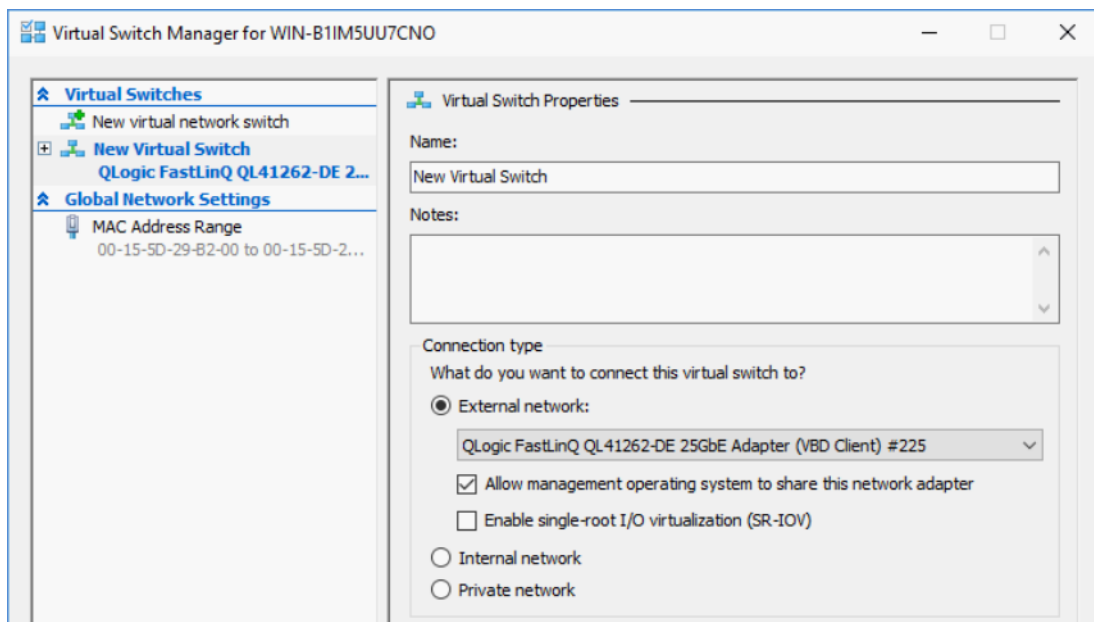 Virtual Switch Manager for WIN-B1IM5UU7CNO
Virtual Switches
New virtual network switch
New Virtual Switch
QLogic FastLinQ QL41262-DE 2...
Global Network Settings
MAC Address Range
00-15-5D-29-B2-00 to 00-15-5D-2...
Virtual Switch Properties
Name:
New Virtual Switch
Notes:
Connection type
What do you want to connect this virtual switch to?
External network:
QLogic FastLinQ QL41262-DE 25GbE Adapter (VBD Client) #225
Allow management operating system to share this network adapter
Enable single-root I/O virtualization (SR-IOV)
Internal network
Private network